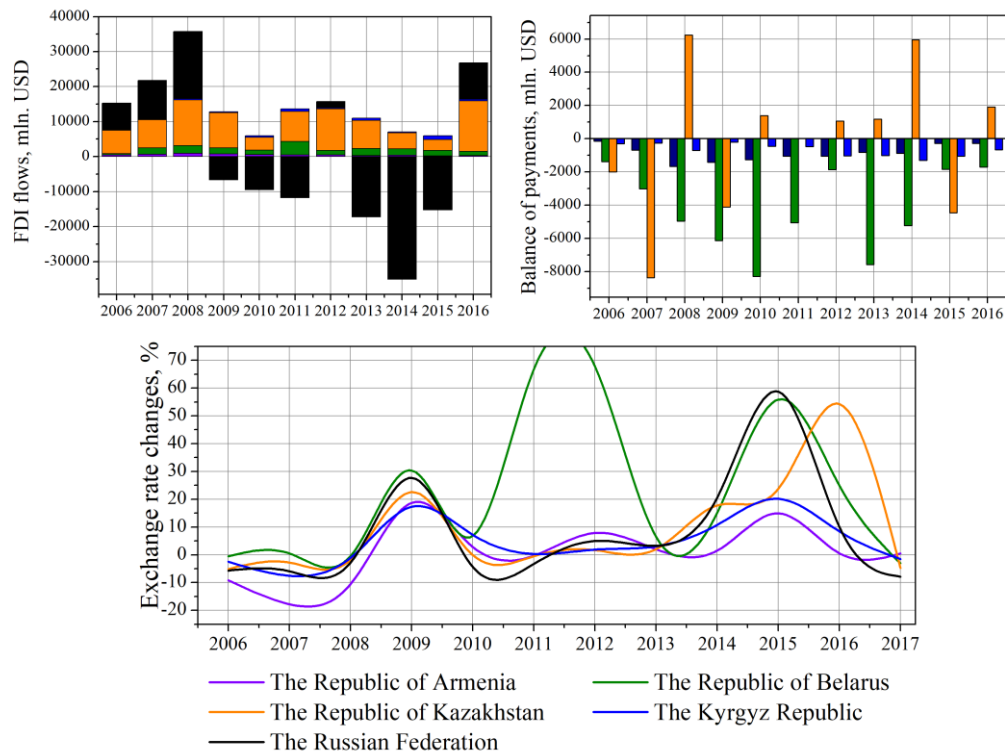 FDI flows, mln. USD
40000
30000
20000
10000
0
-10000
-20000
-30000
2006 2007 2008 2009 2010 2011 2012 2013 2014 2015 2016
Balance of payments, mln. USD
6000
4000
2000
0
-2000
-4000
-6000
-8000
2006 2007 2008 2009 2010 2011 2012 2013 2014 2015 2016
Exchange rate changes, %
70
60
50
40
30
20
10
0
-10
-20
2006 2007 2008 2009 2010 2011 2012 2013 2014 2015 2016 2017
The Republic of Armenia
The Republic of Belarus
The Republic of Kazakhstan
The Kyrgyz Republic
The Russian Federation